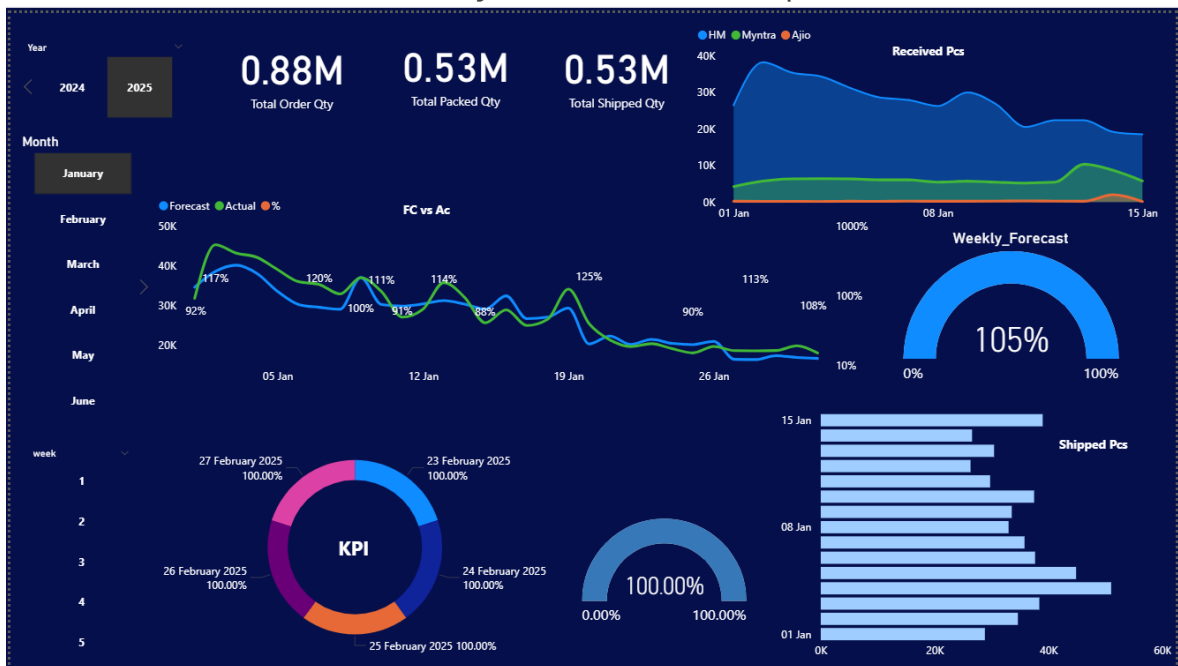 Year
2024
2025
Month
January
February
March
April
May
June
week
1
2
3
4
5
0.88M
Total Order Qty
0.53M
Total Packed Qty
0.53M
Total Shipped Qty
HM Myntra Ajio
Received Pcs
40K
30K
20K
10K
0K
01 Jan
08 Jan
15 Jan
Forecast Actual %
FC vs Ac
50K
40K
30K
20K
1000%
100%
10%
92%
117%
120%
100%
111%
91%
114%
88%
125%
90%
113%
108%
05 Jan
12 Jan
19 Jan
26 Jan
Weekly_Forecast
105%
0%
100%
27 February 2025
100.00%
23 February 2025
100.00%
KPI
26 February 2025
100.00%
24 February 2025
100.00%
25 February 2025 100.00%
100.00%
0.00%
100.00%
Shipped Pcs
15 Jan
08 Jan
01 Jan
0K
20K
40K
60K